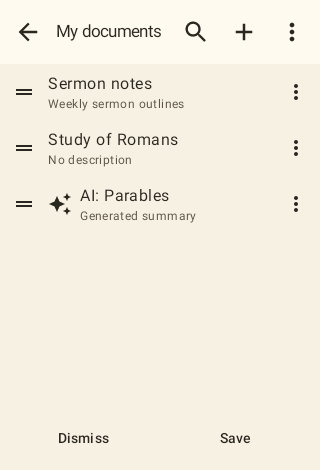 My documents
Sermon notes
Weekly sermon outlines
Study of Romans
No description
AI: Parables
Generated summary
Dismiss Save